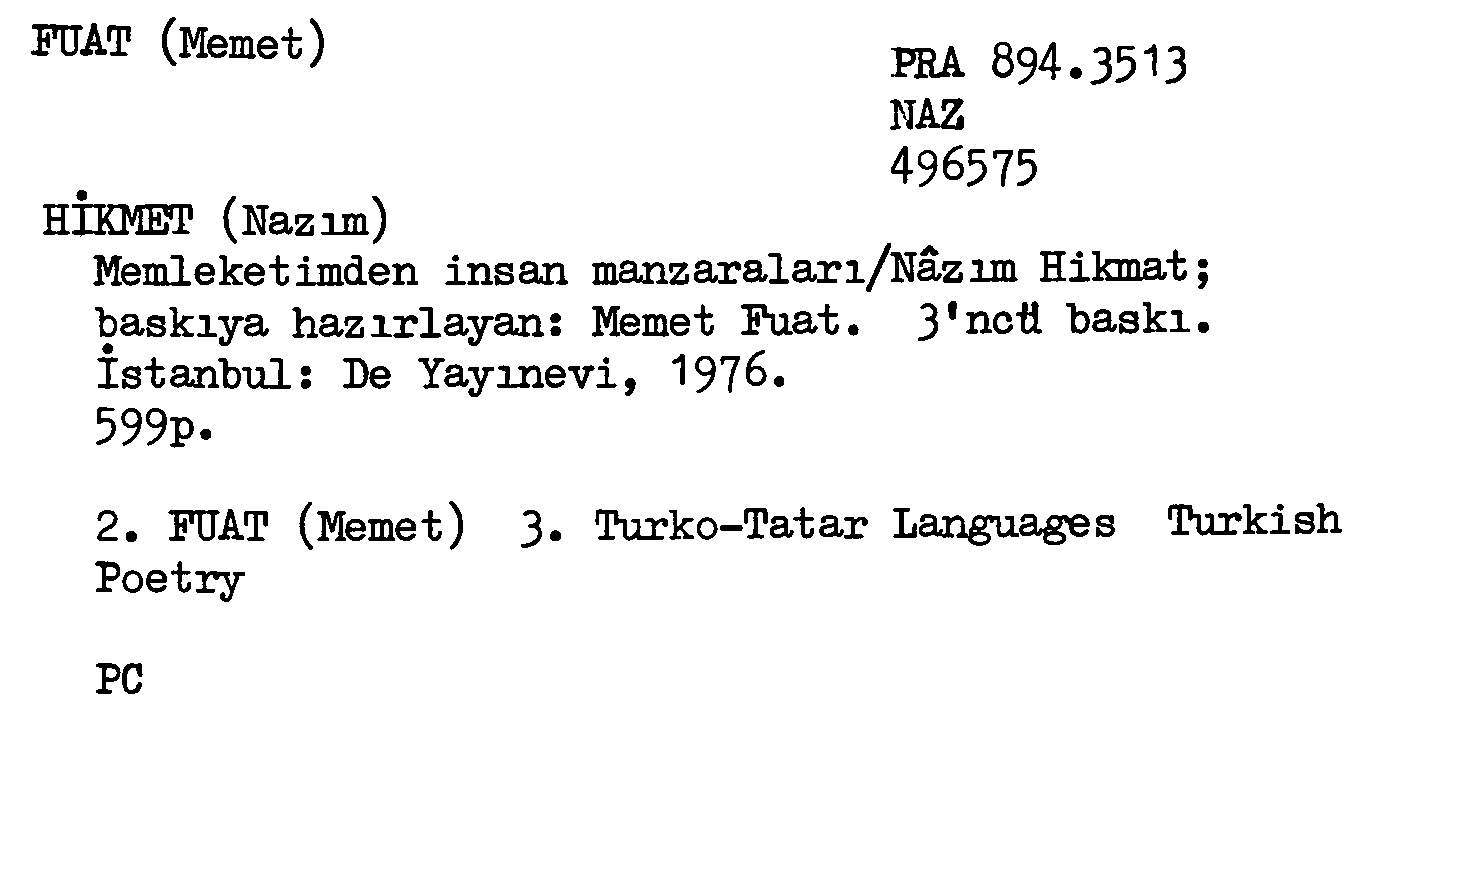 FUAT (Memet)
PRA 894.3513
NAZ
496575
HİKMET (Nazım)
Memleketimden insan manzaraları/Nâzım Hikmat;
baskıya hazırlayan: Memet Fuat. 3'ncü baskı.
İstanbul: De Yayınevi, 1976.
599p.
2. FUAT (Memet) 3. Turko-Tatar Languages Turkish
Poetry
PC